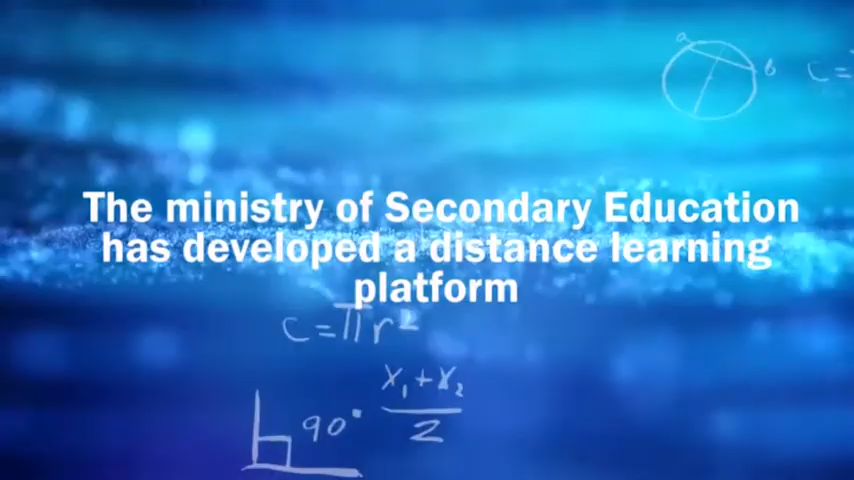 a
b
c=
The ministry of Secondary Education
has developed a distance learning
platform
c=πr²
x₁+x₂
2
90°